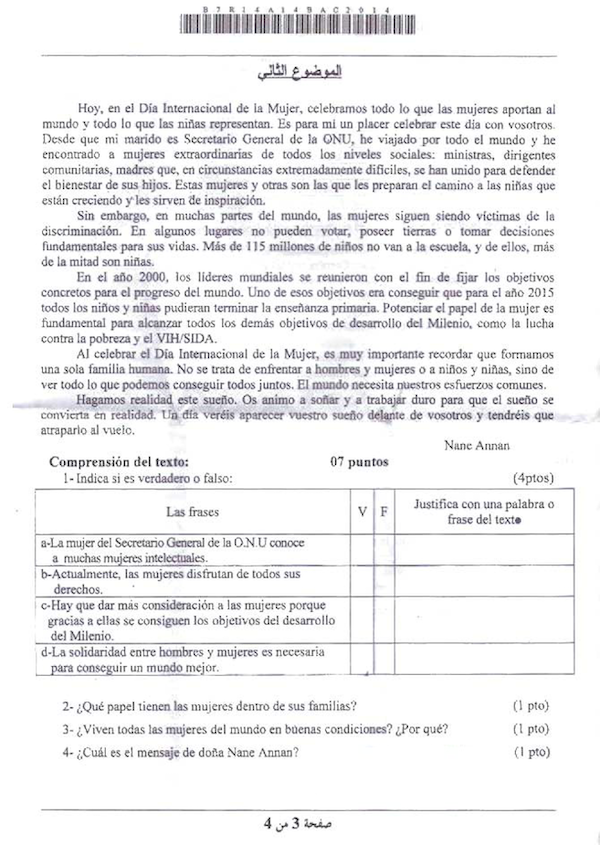 B7R14A14BAC2014
الموضوع الثاني
Hoy, en el Día Internacional de la Mujer, celebramos todo lo que las mujeres aportan al
mundo y todo lo que las niñas representan. Es para mí un placer celebrar este día con vosotros.
Desde que mi marido es Secretario General de la ONU, he viajado por todo el mundo y he
encontrado a mujeres extraordinarias de todos los niveles sociales: ministras, dirigentes
comunitarias, madres que, en circunstancias extremadamente difíciles, se han unido para defender
el bienestar de sus hijos. Estas mujeres y otras son las que les preparan el camino a las niñas que
están creciendo y les sirven de inspiración.
Sin embargo, en muchas partes del mundo, las mujeres siguen siendo víctimas de la
discriminación. En algunos lugares no pueden votar, poseer tierras o tomar decisiones
fundamentales para sus vidas. Más de 115 millones de niños no van a la escuela, y de ellos, más
de la mitad son niñas.
En el año 2000, los líderes mundiales se reunieron con el fin de fijar los objetivos
concretos para el progreso del mundo. Uno de esos objetivos era conseguir que para el año 2015
todos los niños y niñas pudieran terminar la enseñanza primaria. Potenciar el papel de la mujer es
fundamental para alcanzar todos los demás objetivos de desarrollo del Milenio, como la lucha
contra la pobreza y el VIH/SIDA.
Al celebrar el Día Internacional de la Mujer, es muy importante recordar que formamos
una sola familia humana. No se trata de enfrentar a hombres y mujeres o a niños y niñas, sino de
ver todo lo que podemos conseguir todos juntos. El mundo necesita nuestros esfuerzos comunes.
Hagamos realidad este sueño. Os animo a soñar y a trabajar duro para que el sueño se
convierta en realidad. Un día veréis aparecer vuestro sueño delante de vosotros y tendréis que
atraparlo al vuelo.
Nane Annan
Comprensión del texto: 07 puntos
1- Indica si es verdadero o falso: (4ptos)
Las frases V F Justifica con una palabra o
frase del texto
a-La mujer del Secretario General de la O.N.U conoce
a muchas mujeres intelectuales.
b-Actualmente, las mujeres disfrutan de todos sus
derechos.
c-Hay que dar más consideración a las mujeres porque
gracias a ellas se consiguen los objetivos del desarrollo
del Milenio.
d-La solidaridad entre hombres y mujeres es necesaria
para conseguir un mundo mejor.
2- ¿Qué papel tienen las mujeres dentro de sus familias? (1 pto)
3- ¿Viven todas las mujeres del mundo en buenas condiciones? ¿Por qué? (1 pto)
4- ¿Cuál es el mensaje de doña Nane Annan? (1 pto)
صفحة 3 من 4